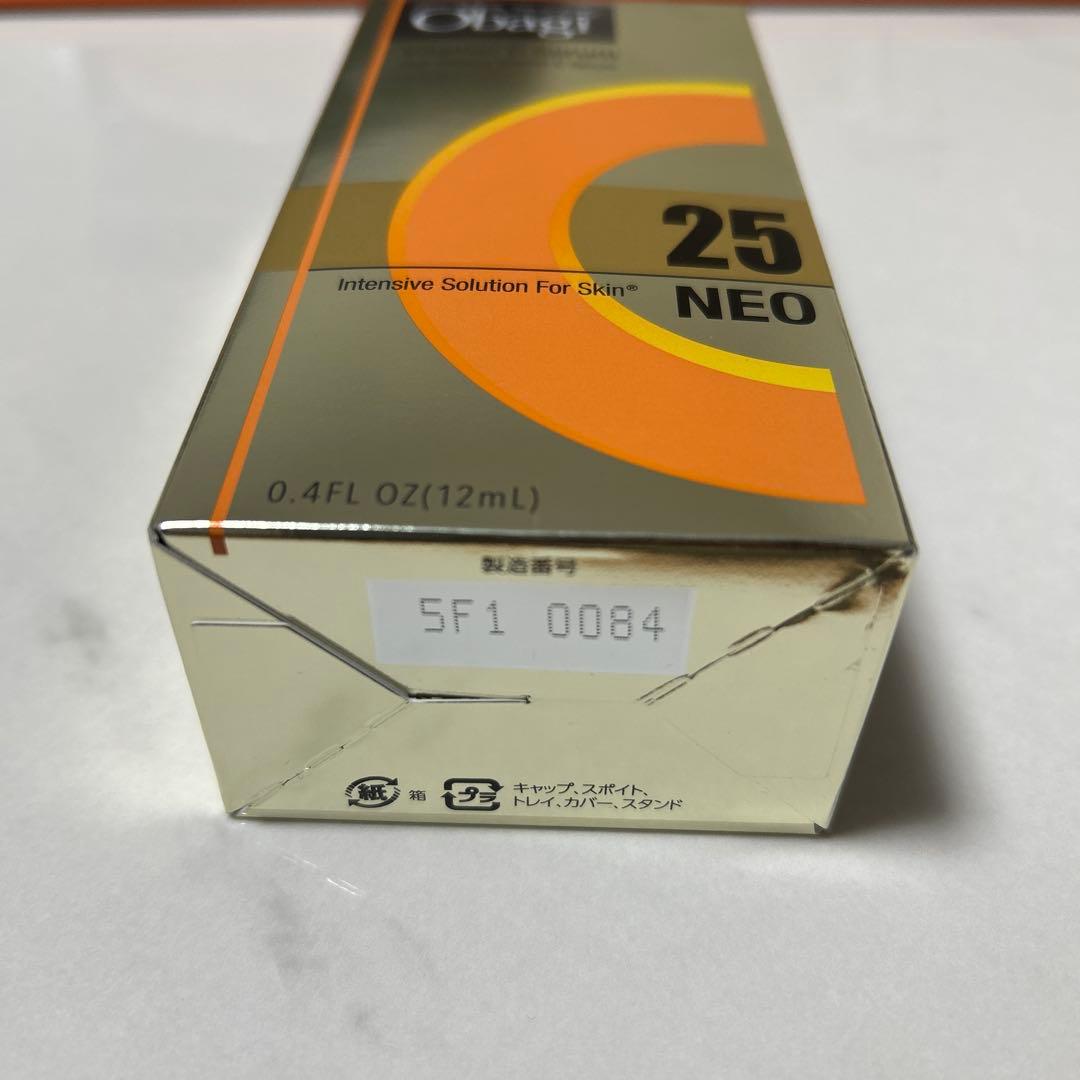 Obagi
25
Intensive Solution For Skin®
NEO
0.4FL OZ(12mL)
製造番号
5F1 0084
紙 箱 プラ キャップ、スポイト、
トレイ、カバー、スタンド